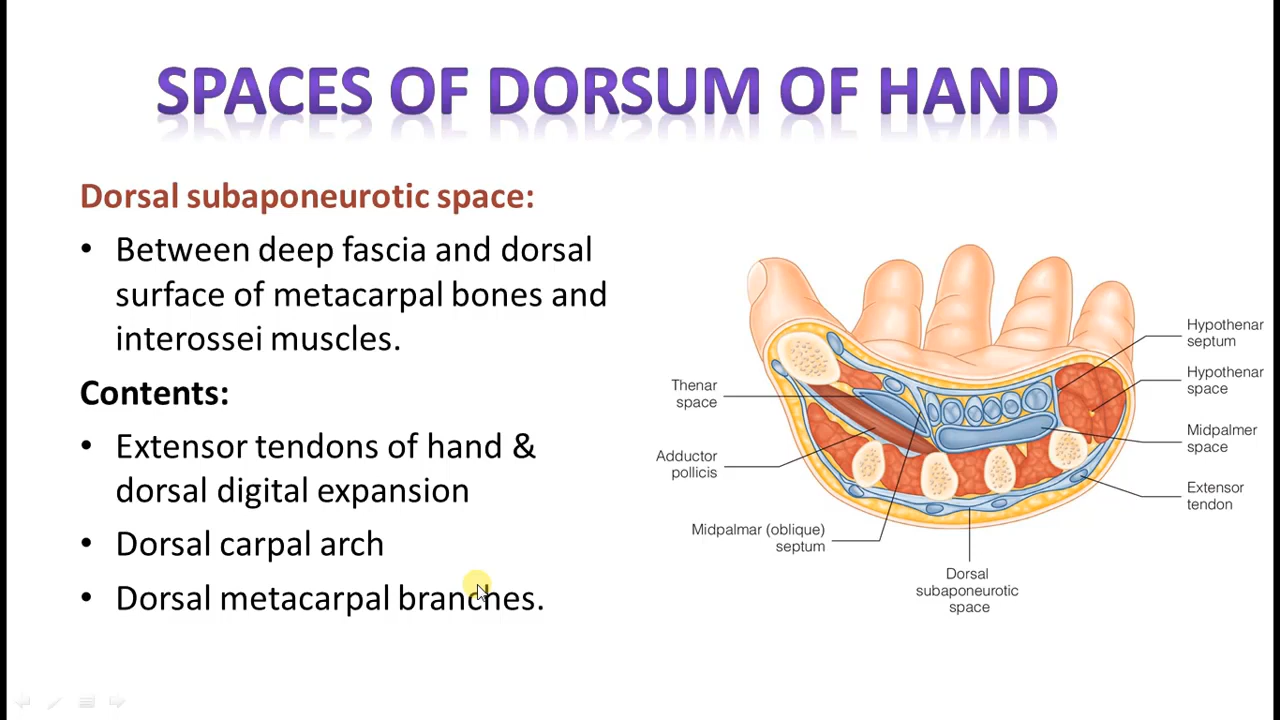 SPACES OF DORSUM OF HAND
Dorsal subaponeurotic space:
• Between deep fascia and dorsal
surface of metacarpal bones and
interossei muscles.
Contents:
• Extensor tendons of hand &
dorsal digital expansion
• Dorsal carpal arch
• Dorsal metacarpal branches.
Thenar
space
Adductor
pollicis
Midpalmar (oblique)
septum
Dorsal
subaponeurotic
space
Hypothenar
septum
Hypothenar
space
Midpalmer
space
Extensor
tendon